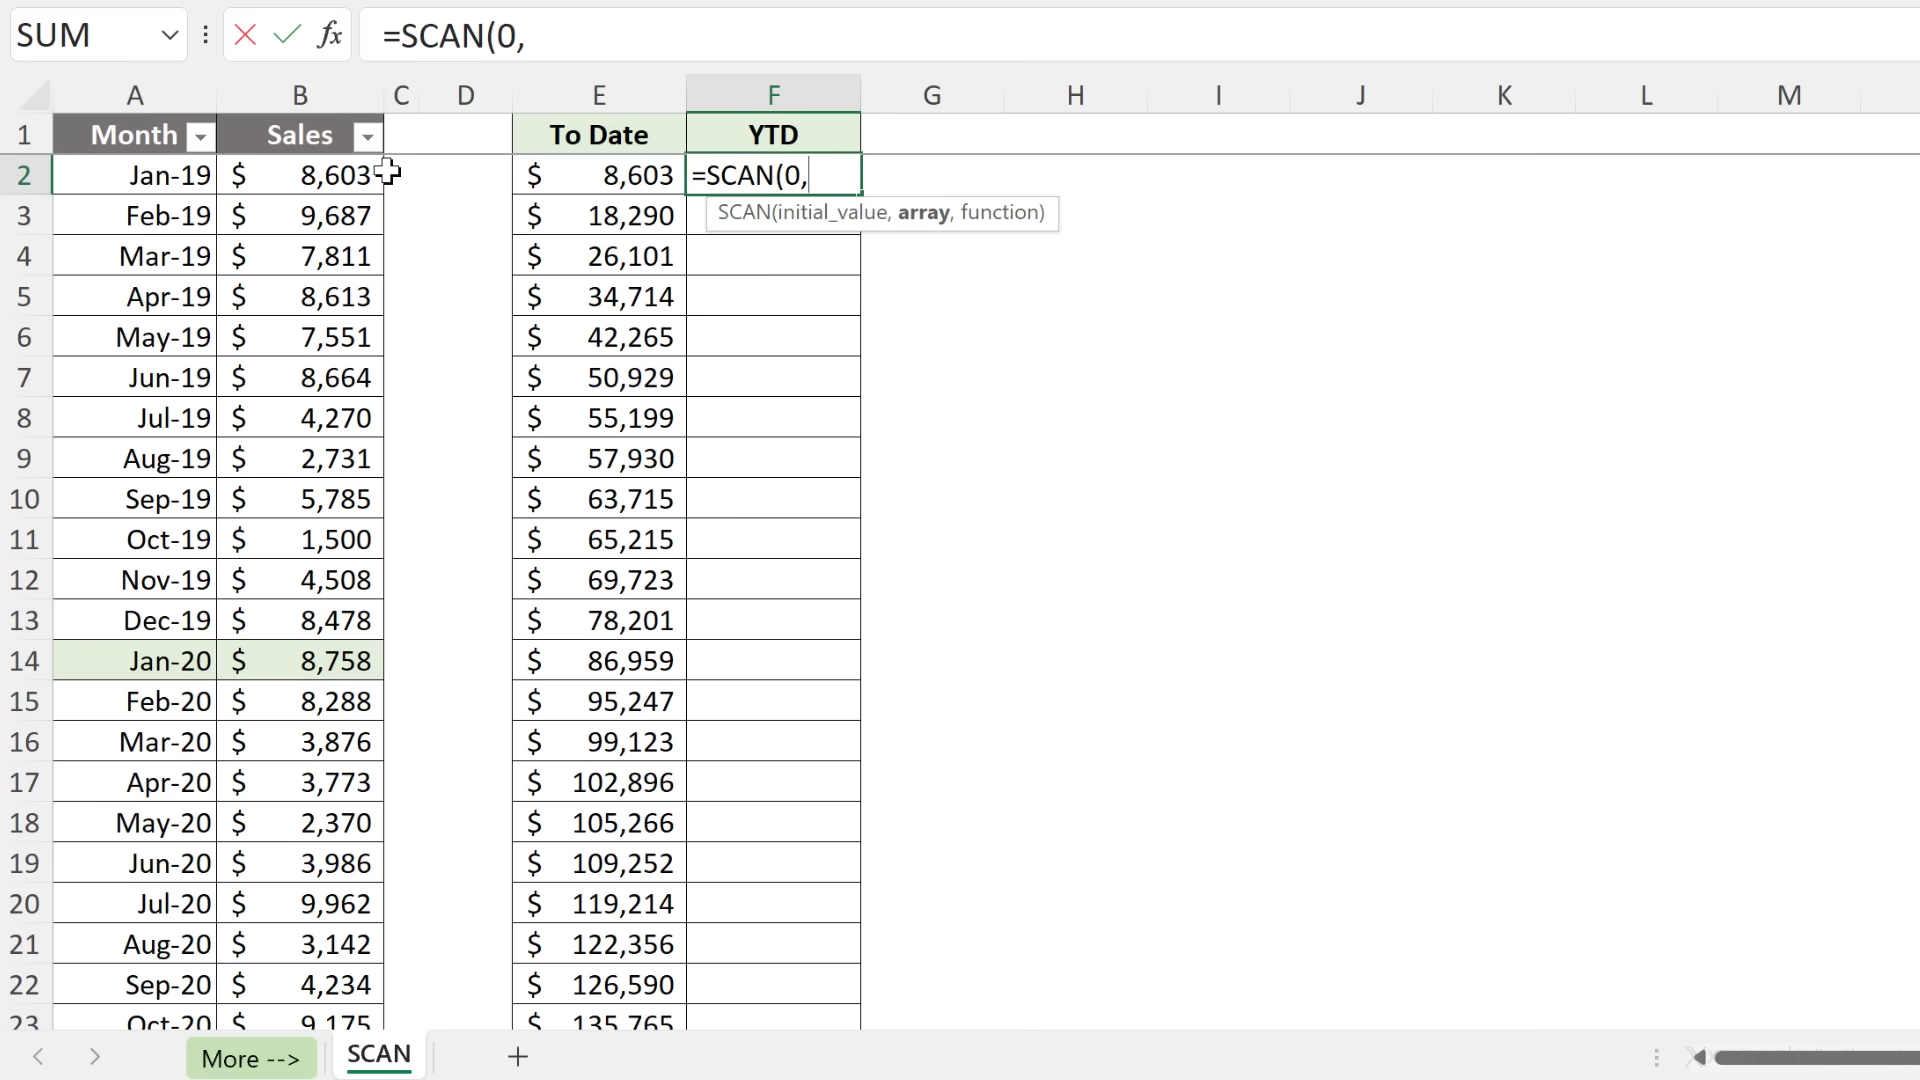 SUM fx =SCAN(0,
A B C D E F G H I J K L M
1 Month Sales To Date YTD
2 Jan-19 $ 8,603 $ 8,603 =SCAN(0,
3 Feb-19 $ 9,687 $ 18,290 SCAN(initial_value, array, function)
4 Mar-19 $ 7,811 $ 26,101
5 Apr-19 $ 8,613 $ 34,714
6 May-19 $ 7,551 $ 42,265
7 Jun-19 $ 8,664 $ 50,929
8 Jul-19 $ 4,270 $ 55,199
9 Aug-19 $ 2,731 $ 57,930
10 Sep-19 $ 5,785 $ 63,715
11 Oct-19 $ 1,500 $ 65,215
12 Nov-19 $ 4,508 $ 69,723
13 Dec-19 $ 8,478 $ 78,201
14 Jan-20 $ 8,758 $ 86,959
15 Feb-20 $ 8,288 $ 95,247
16 Mar-20 $ 3,876 $ 99,123
17 Apr-20 $ 3,773 $ 102,896
18 May-20 $ 2,370 $ 105,266
19 Jun-20 $ 3,986 $ 109,252
20 Jul-20 $ 9,962 $ 119,214
21 Aug-20 $ 3,142 $ 122,356
22 Sep-20 $ 4,234 $ 126,590
23 Oct-20 $ 9,175 $ 135,765
More --> SCAN +